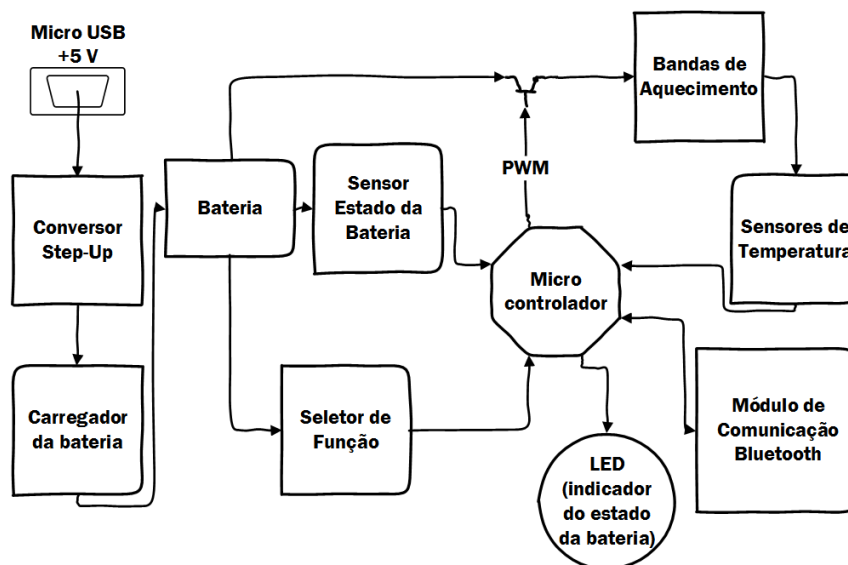 Micro USB
+5 V
Bandas de
Aquecimento
PWM
Bateria
Sensor
Estado da
Bateria
Conversor
Step-Up
Sensores de
Temperatura
Micro
controlador
Carregador
da bateria
Seletor de
Função
Módulo de
Comunicação
Bluetooth
LED
(indicador
do estado
da bateria)